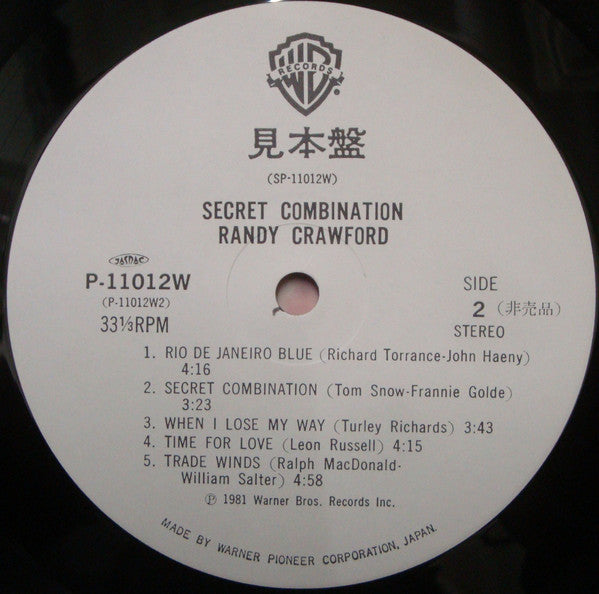 WB
RECORDS
見本盤
(SP-11012W)
SECRET COMBINATION
RANDY CRAWFORD
JASRAC
P-11012W
(P-11012W2)
33⅓RPM
SIDE
2 (非売品)
STEREO
1. RIO DE JANEIRO BLUE (Richard Torrance-John Haeny)
4:16
2. SECRET COMBINATION (Tom Snow-Frannie Golde)
3:23
3. WHEN I LOSE MY WAY (Turley Richards) 3:43
4. TIME FOR LOVE (Leon Russell) 4:15
5. TRADE WINDS (Ralph MacDonald-
William Salter) 4:58
Ⓟ 1981 Warner Bros. Records Inc.
MADE BY WARNER PIONEER CORPORATION, JAPAN.